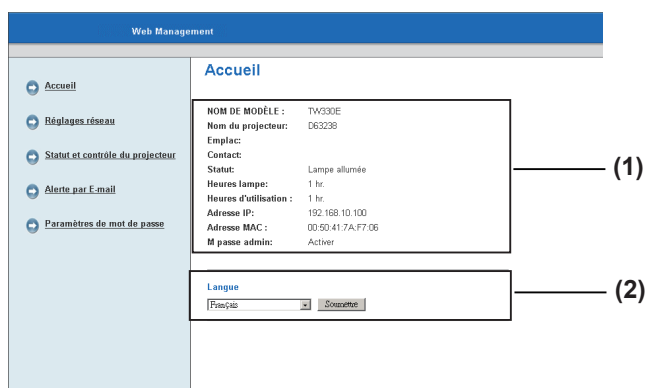 Web Management
Accueil
Accueil
Réglages réseau
Statut et contrôle du projecteur
Alerte par E-mail
Paramètres de mot de passe
NOM DE MODÈLE : TW330E
Nom du projecteur: D63238
Emplac:
Contact:
Statut: Lampe allumée
Heures lampe: 1 hr.
Heures d'utilisation : 1 hr.
Adresse IP: 192.168.10.100
Adresse MAC : 00:50:41:7A:F7:06
M passe admin: Activer
(1)
Langue
Français Soumettre
(2)